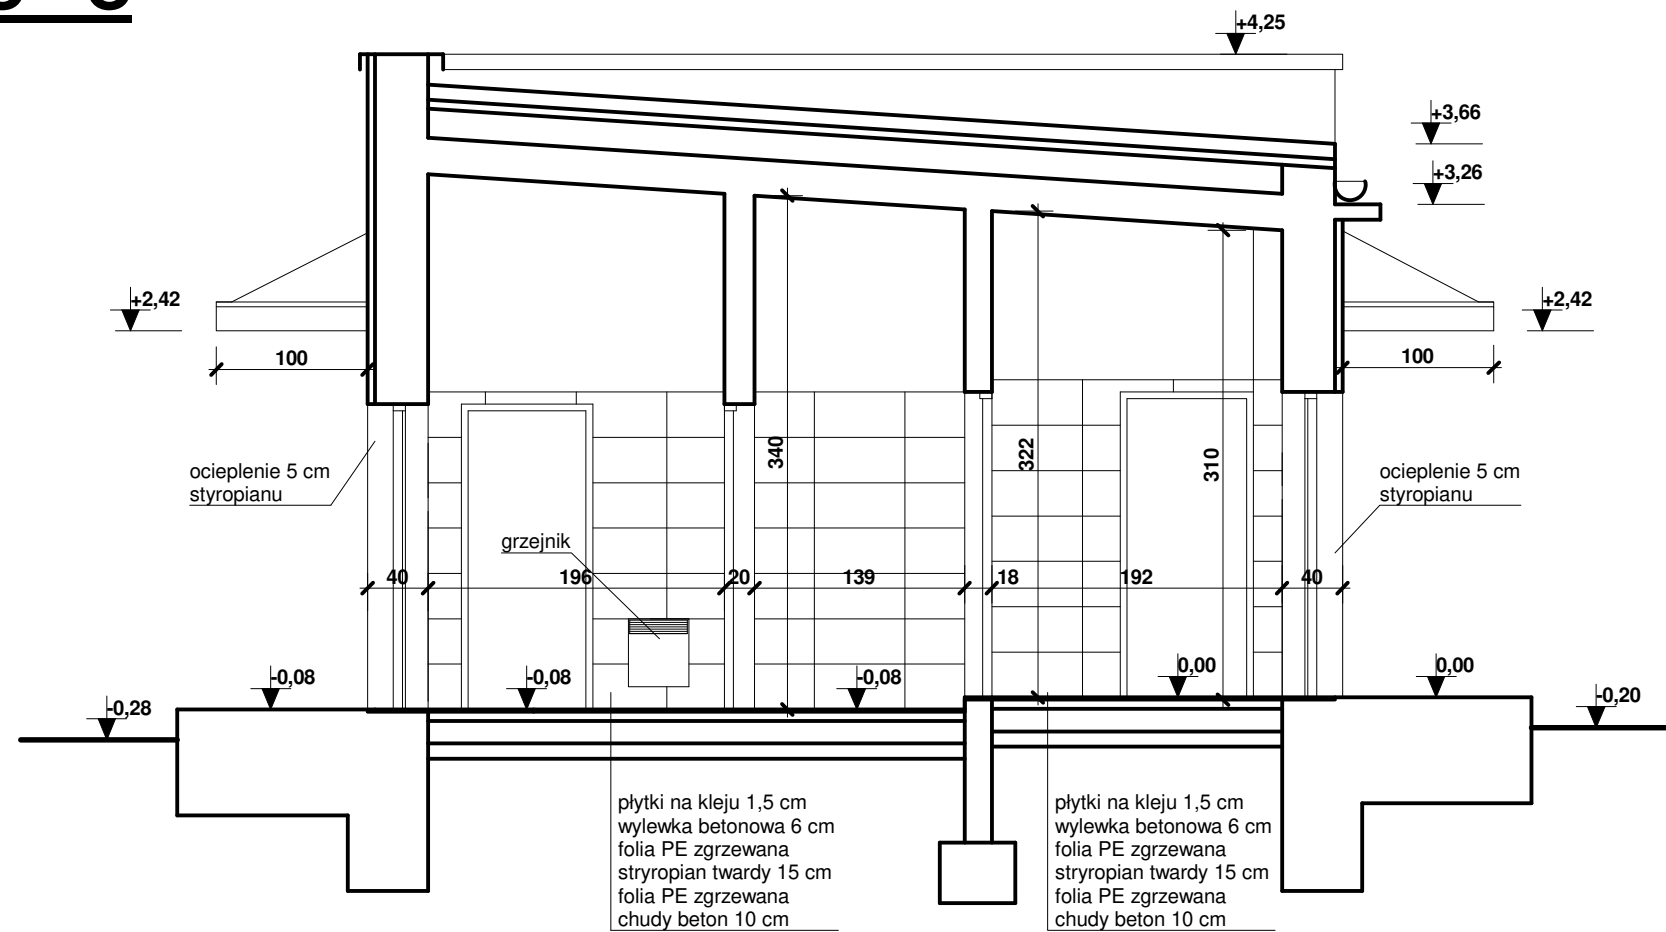 +4,25
+3,66
+3,26
+2,42
+2,42
100
100
340
322
310
ocieplenie 5 cm
styropianu
ocieplenie 5 cm
styropianu
grzejnik
40
196
20
139
18
192
40
-0,28
-0,08
-0,08
-0,08
0,00
0,00
-0,20
płytki na kleju 1,5 cm
wylewka betonowa 6 cm
folia PE zgrzewana
stryropian twardy 15 cm
folia PE zgrzewana
chudy beton 10 cm
płytki na kleju 1,5 cm
wylewka betonowa 6 cm
folia PE zgrzewana
stryropian twardy 15 cm
folia PE zgrzewana
chudy beton 10 cm